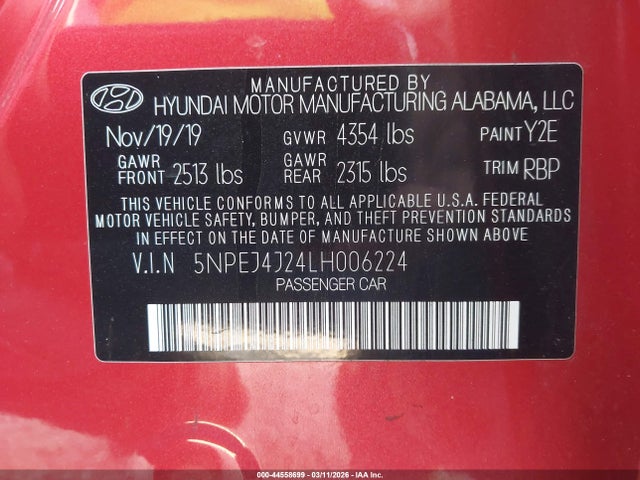 MANUFACTURED BY
HYUNDAI MOTOR MANUFACTURING ALABAMA, LLC
Nov/19/19 GVWR 4354 lbs PAINT Y2E
GAWR FRONT 2513 lbs GAWR REAR 2315 lbs TRIM RBP
THIS VEHICLE CONFORMS TO ALL APPLICABLE U.S.A. FEDERAL
MOTOR VEHICLE SAFETY, BUMPER, AND THEFT PREVENTION STANDARDS
IN EFFECT ON THE DATE OF MANUFACTURE SHOWN ABOVE
V.I.N 5NPEJ4J24LH006224
PASSENGER CAR
000-44558699 | 03/11/2026 | IAA Inc.